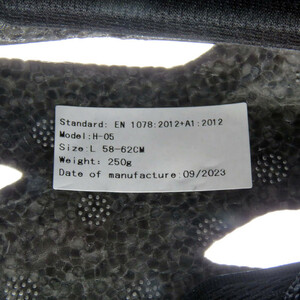 Standard: EN 1078:2012+A1:2012
Model:H-05
Size:L 58-62CM
Weight: 250g
Date of manufacture:09/2023